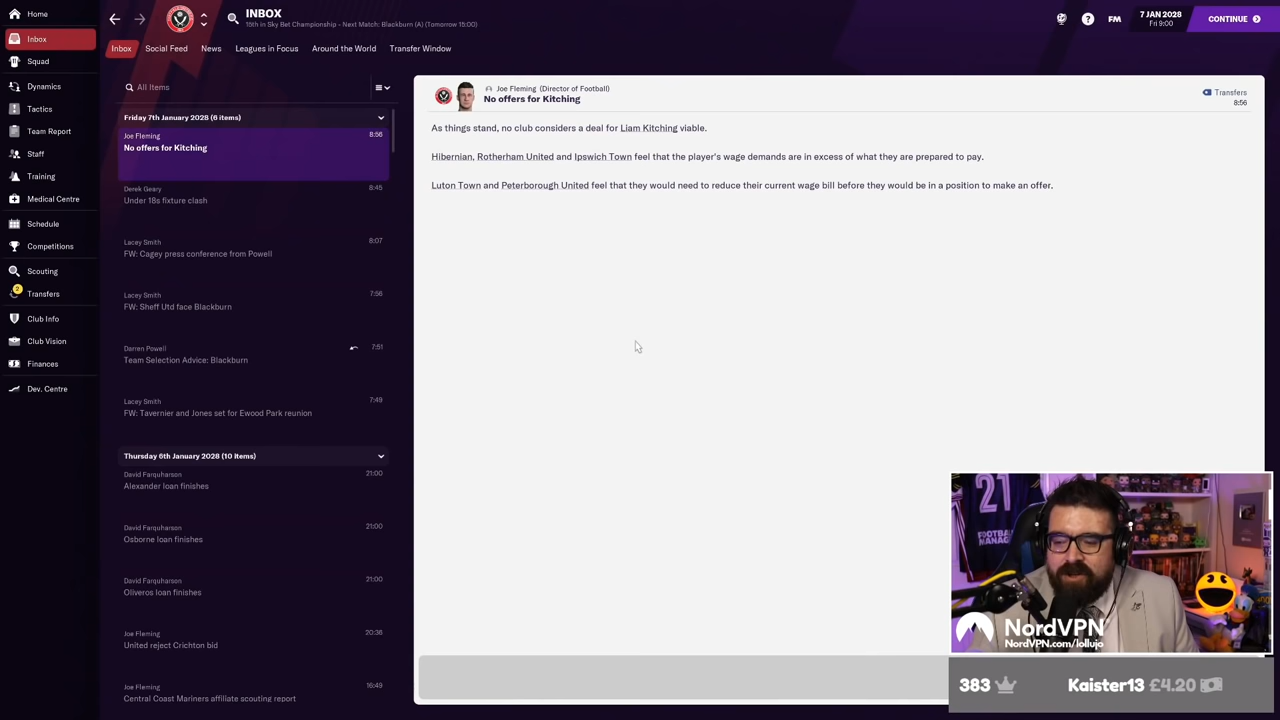 Home
Inbox
Squad
Dynamics
Tactics
Team Report
Staff
Training
Medical Centre
Schedule
Competitions
Scouting
2
Transfers
Club Info
Club Vision
Finances
Dev. Centre
INBOX
15th in Sky Bet Championship - Next Match: Blackburn (A) (Tomorrow 15:00)
FM
7 JAN 2028
Fri 9:00
CONTINUE
Inbox
Social Feed
News
Leagues in Focus
Around the World
Transfer Window
All Items
Friday 7th January 2028 (6 items)
Joe Fleming 8:56
No offers for Kitching
Derek Geary 8:45
Under 18s fixture clash
Lacey Smith 8:07
FW: Cagey press conference from Powell
Lacey Smith 7:56
FW: Sheff Utd face Blackburn
Darren Powell 7:51
Team Selection Advice: Blackburn
Lacey Smith 7:49
FW: Tavernier and Jones set for Ewood Park reunion
Thursday 6th January 2028 (10 items)
David Farquharson 21:00
Alexander loan finishes
David Farquharson 21:00
Osborne loan finishes
David Farquharson 21:00
Oliveros loan finishes
Joe Fleming 20:36
United reject Crichton bid
Joe Fleming 16:49
Central Coast Mariners affiliate scouting report
Joe Fleming (Director of Football)
No offers for Kitching
Transfers
8:56
As things stand, no club considers a deal for Liam Kitching viable.
Hibernian, Rotherham United and Ipswich Town feel that the player's wage demands are in excess of what they are prepared to pay.
Luton Town and Peterborough United feel that they would need to reduce their current wage bill before they would be in a position to make an offer.
21
FOOTBALL
NordVPN
NordVPN.com/lollujo
383
Kaister13 £4.20